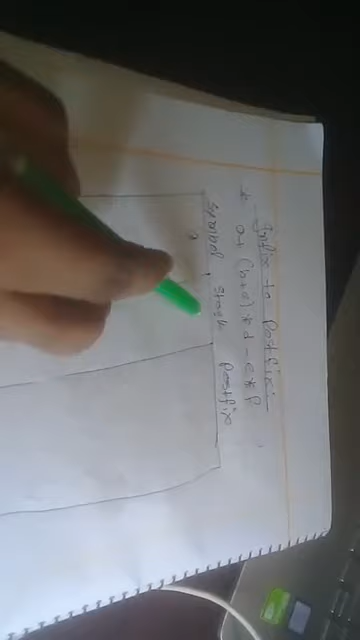 Infix to Postfix
* a+(b+c)*d-e*f
symbol stack postfix